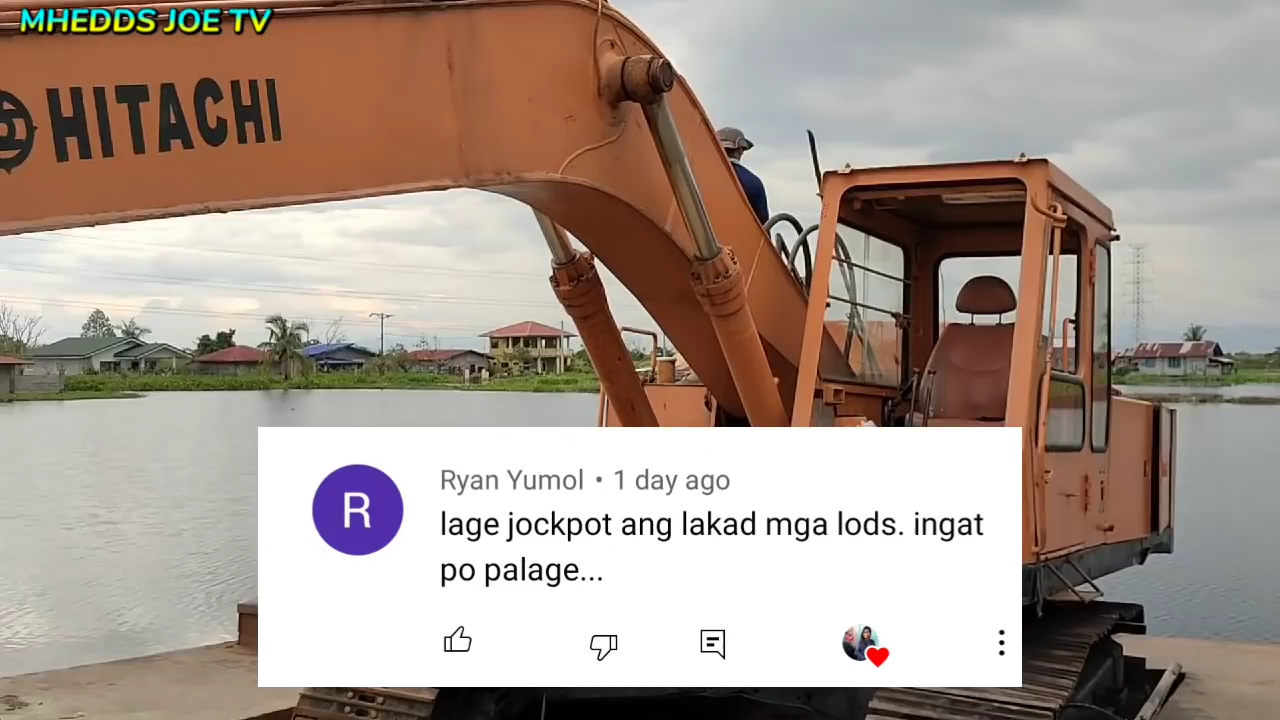 MHEDDS JOE TV
HITACHI
R
Ryan Yumol • 1 day ago
lage jockpot ang lakad mga lods. ingat
po palage...